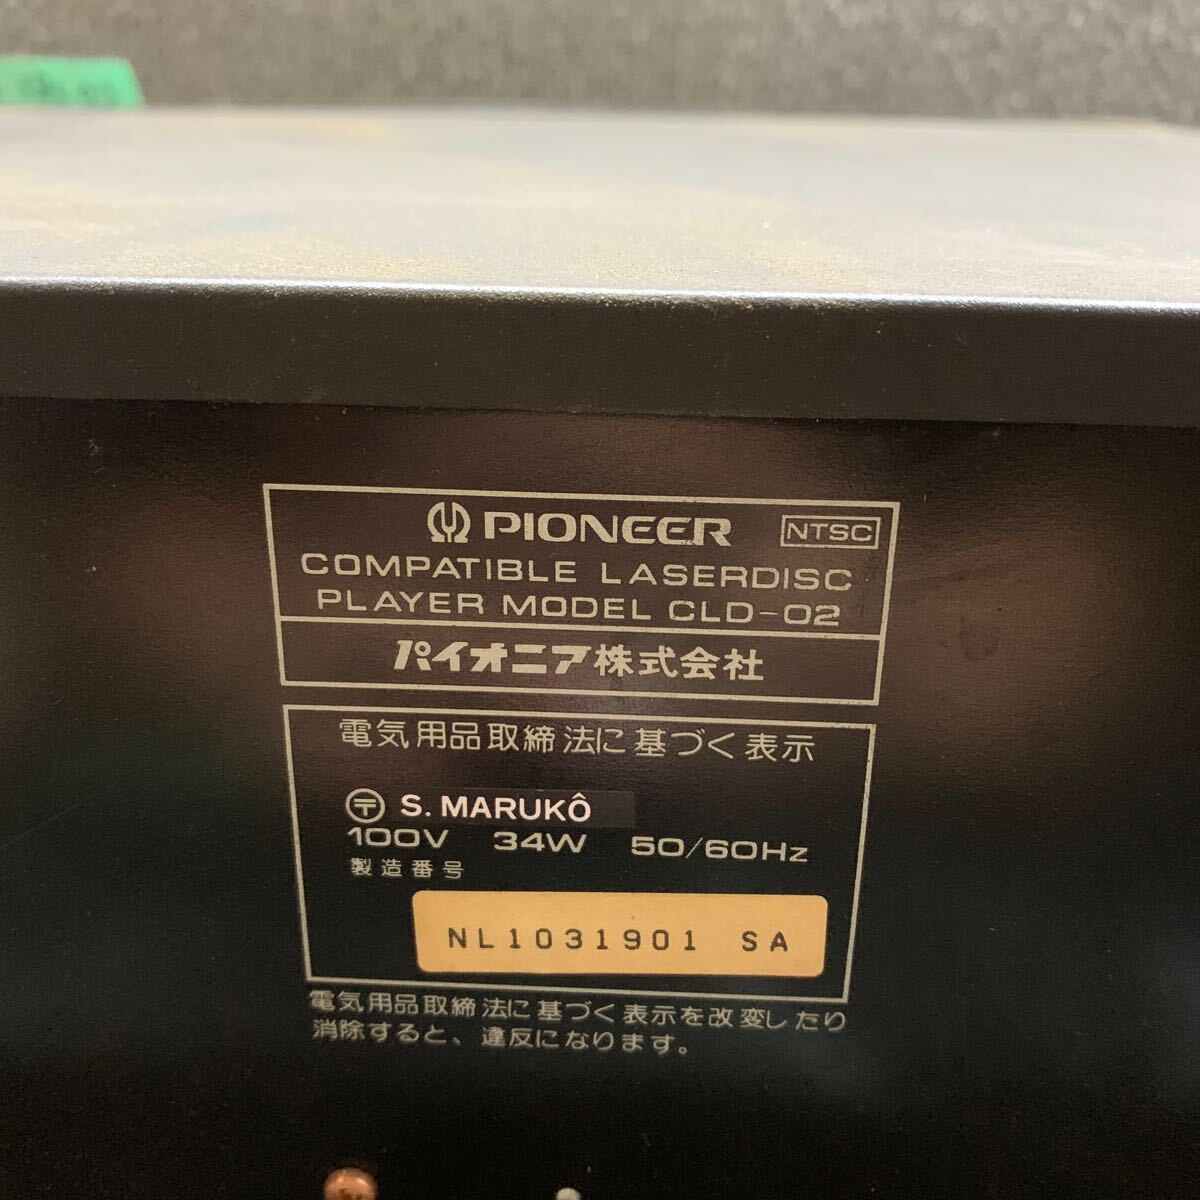 PIONEER NTSC
COMPATIBLE LASERDISC
PLAYER MODEL CLD-02
パイオニア株式会社
電気用品取締法に基づく表示
〒 S. MARUKÔ
100V 34W 50/60Hz
製造番号
NL1031901 SA
電気用品取締法に基づく表示を改変したり
消除すると、違反になります。